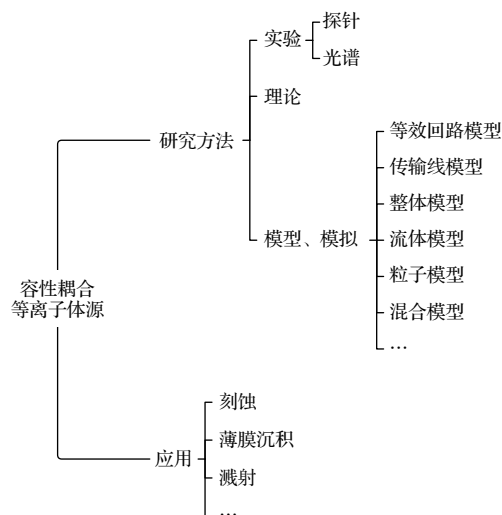 探针
实验
光谱
理论
研究方法
等效回路模型
传输线模型
整体模型
模型、模拟
流体模型
粒子模型
混合模型
…
容性耦合
等离子体源
刻蚀
薄膜沉积
应用
溅射
…